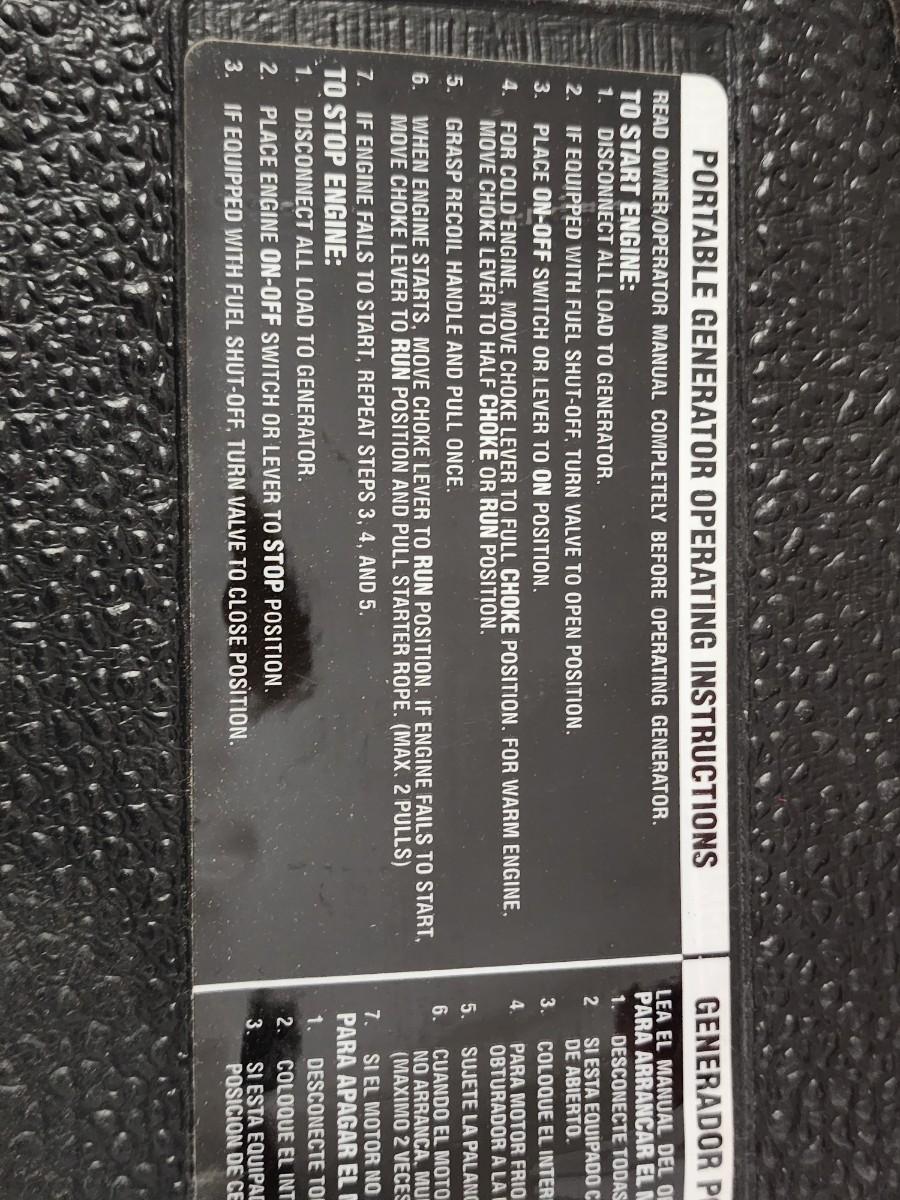 PORTABLE GENERATOR OPERATING INSTRUCTIONS
READ OWNER/OPERATOR MANUAL COMPLETELY BEFORE OPERATING GENERATOR.
TO START ENGINE:
1. DISCONNECT ALL LOAD TO GENERATOR.
2. IF EQUIPPED WITH FUEL SHUT-OFF, TURN VALVE TO OPEN POSITION.
3. PLACE ON-OFF SWITCH OR LEVER TO ON POSITION.
4. FOR COLD ENGINE, MOVE CHOKE LEVER TO FULL CHOKE POSITION. FOR WARM ENGINE,
MOVE CHOKE LEVER TO HALF CHOKE OR RUN POSITION.
5. GRASP RECOIL HANDLE AND PULL ONCE.
6. WHEN ENGINE STARTS, MOVE CHOKE LEVER TO RUN POSITION. IF ENGINE FAILS TO START,
MOVE CHOKE LEVER TO RUN POSITION AND PULL STARTER ROPE. (MAX. 2 PULLS)
7. IF ENGINE FAILS TO START, REPEAT STEPS 3, 4, AND 5.
TO STOP ENGINE:
1. DISCONNECT ALL LOAD TO GENERATOR.
2. PLACE ENGINE ON-OFF SWITCH OR LEVER TO STOP POSITION.
3. IF EQUIPPED WITH FUEL SHUT-OFF, TURN VALVE TO CLOSE POSITION.
GENERADOR
LEA EL MANUAL DEL
PARA ARRANCAR EL
1. DESCONECTE TODAS
2 SI ESTA EQUIPADO C
DE ABIERTO.
3. COLOQUE EL INTER
4. PARA MOTOR FRIO
OBTURADOR A LA
5. SUJETE LA PALAN
6. CUANDO EL MOTO
NO ARRANCA, MU
(MAXIMO 2 VECES
7. SI EL MOTOR NO
PARA APAGAR EL
1. DESCONECTE TO
2. COLOQUE EL INT
3. SI ESTA EQUIPA
POSICION DE CE